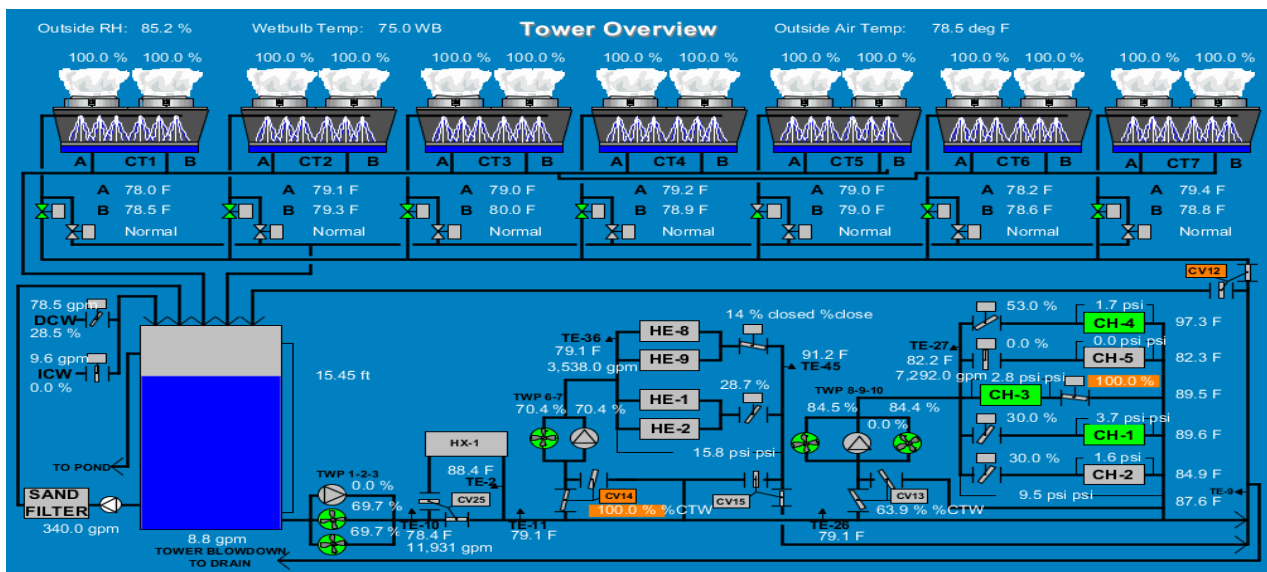 Outside RH: 85.2 % Wetbulb Temp: 75.0 WB Tower Overview Outside Air Temp: 78.5 deg F
100.0 % 100.0 % 100.0 % 100.0 % 100.0 % 100.0 % 100.0 % 100.0 % 100.0 % 100.0 % 100.0 % 100.0 % 100.0 % 100.0 %
A CT1 B A CT2 B A CT3 B A CT4 B A CT5 B A CT6 B A CT7 B
A 78.0 F A 79.1 F A 79.0 F A 79.2 F A 79.0 F A 78.2 F A 79.4 F
B 78.5 F B 79.3 F B 80.0 F B 78.9 F B 79.0 F B 78.6 F B 78.8 F
Normal Normal Normal Normal Normal Normal Normal
CV12
78.5 gpm
DCW
28.5 %
9.6 gpm
ICW
0.0 %
15.45 ft
TO POND
SAND
FILTER
340.0 gpm
8.8 gpm
TOWER BLOWDOWN
TO DRAIN
TWP 1-2-3
0.0 %
69.7 %
69.7 %
HX-1
88.4 F
TE-2
CV25
TE-10
78.4 F
11,931 gpm
TE-11
79.1 F
TE-36
79.1 F
3,538.0 gpm
TWP 6-7
70.4 % 70.4 %
HE-8
HE-9
HE-1
HE-2
14 % closed %close
91.2 F
TE-45
28.7 %
15.8 psi psi
CV14
100.0 % %CTW
CV15
TWP 8-9-10
84.5 % 84.4 %
0.0 %
CV13
63.9 % %CTW
TE-26
79.1 F
TE-27
82.2 F
7,292.0 gpm
53.0 % 1.7 psi
CH-4 97.3 F
0.0 % 0.0 psi psi
CH-5 82.3 F
2.8 psi psi 100.0 %
CH-3 89.5 F
30.0 % 3.7 psi psi
CH-1 89.6 F
30.0 % 1.6 psi
CH-2 84.9 F
9.5 psi psi 87.6 F
TE-9